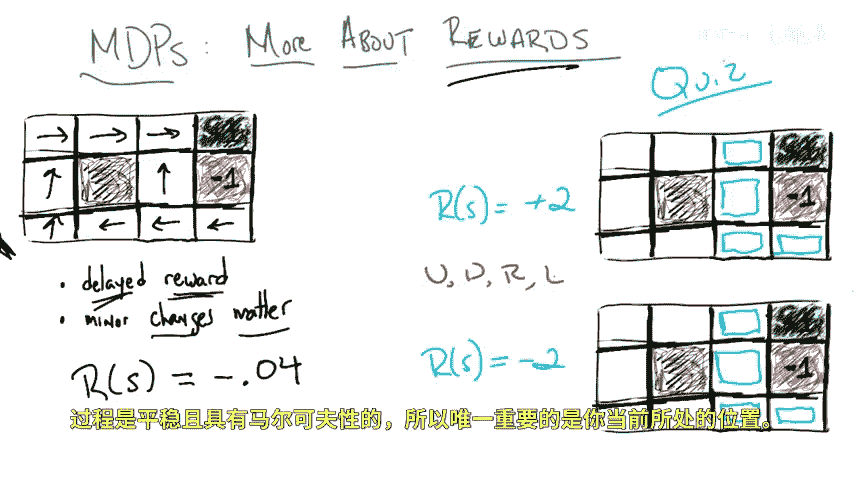 MDPs: MORE ABOUT REWARDS
Quiz
-1
R(s) = +2
-1
U, D, R, L
• delayed reward
• minor changes matter
R(s) = -.04
R(s) = -2
-1
过程是平稳且具有马尔可夫性的，所以唯一重要的是你当前所处的位置。